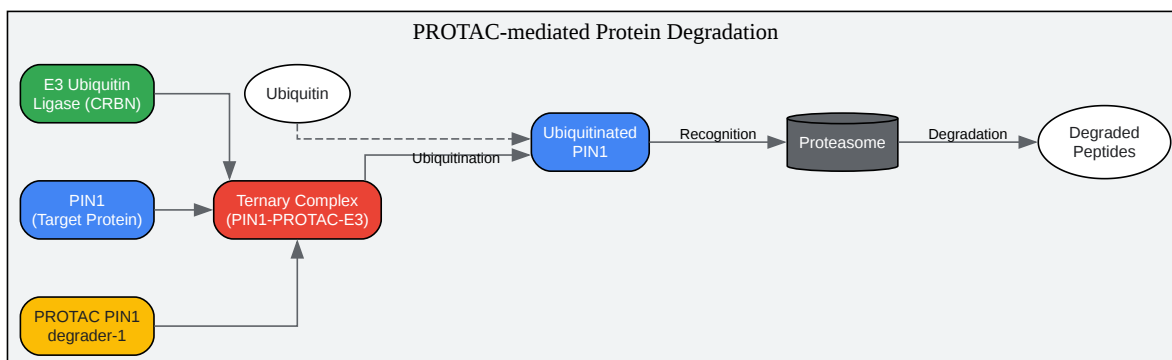 PROTAC-mediated Protein Degradation
E3 Ubiquitin
Ligase (CRBN)
Ubiquitin
PIN1
(Target Protein)
PROTAC PIN1
degrader-1
Ternary Complex
(PIN1-PROTAC-E3)
Ubiquitination
Ubiquitinated
PIN1
Recognition
Proteasome
Degradation
Degraded
Peptides